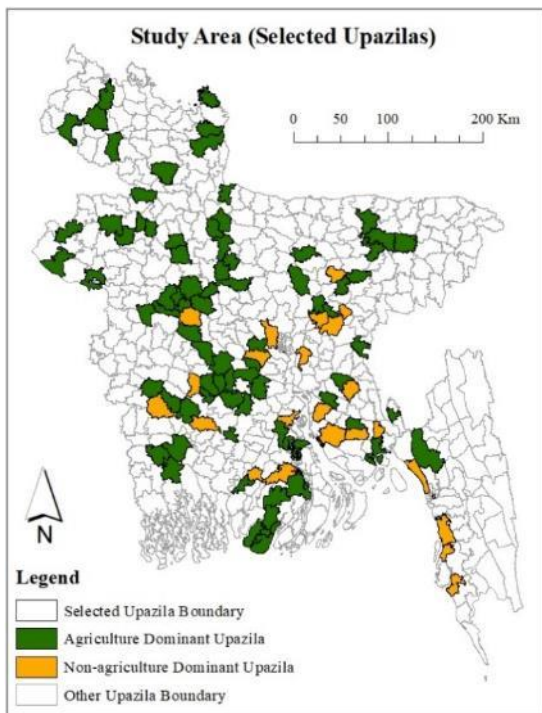 Study Area (Selected Upazilas)
0 50 100 200 Km
N
Legend
Selected Upazila Boundary
Agriculture Dominant Upazila
Non-agriculture Dominant Upazila
Other Upazila Boundary